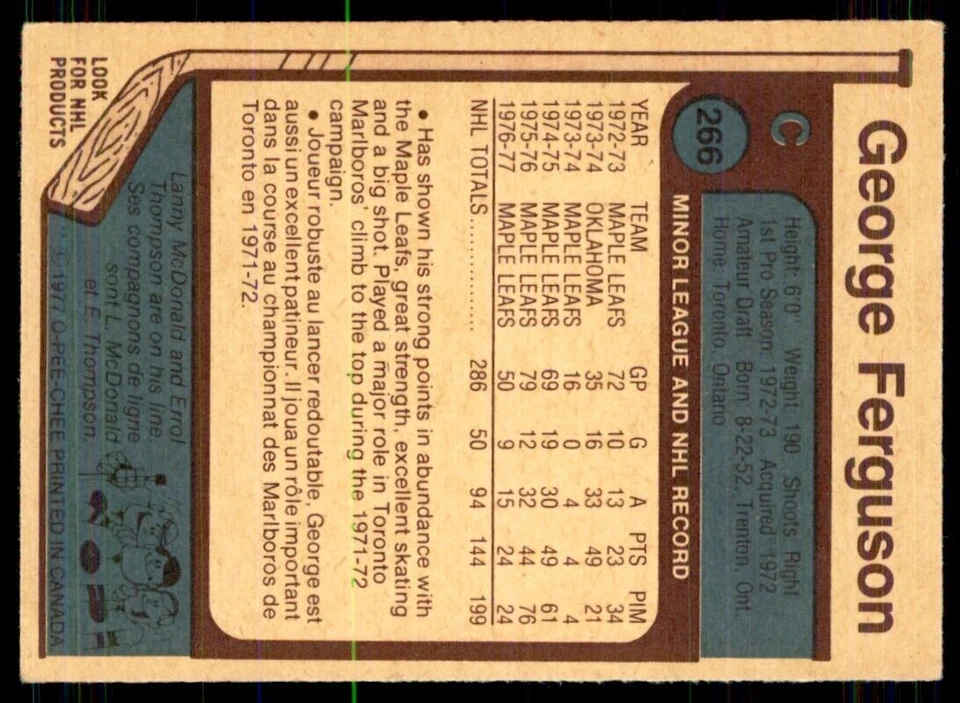 George Ferguson
C
266
Height: 6'0" Weight: 190 Shoots: Right
1st Pro Season: 1972-73 Acquired: 1972
Amateur Draft Born: 8-22-52, Trenton, Ont.
Home: Toronto, Ontario
MINOR LEAGUE AND NHL RECORD
YEAR TEAM GP G A PTS PIM
1972-73 MAPLE LEAFS 72 10 13 23 34
1973-74 OKLAHOMA 35 16 33 49 21
1973-74 MAPLE LEAFS 16 0 4 4 4
1974-75 MAPLE LEAFS 69 19 30 49 61
1975-76 MAPLE LEAFS 79 12 32 44 76
1976-77 MAPLE LEAFS 50 9 15 24 24
NHL TOTALS............... 286 50 94 144 199
• Has shown his strong points in abundance with
the Maple Leafs, great strength, excellent skating
and a big shot. Played a major role in Toronto
Marlboros' climb to the top during the 1971-72
campaign.
• Joueur robuste au lancer redoutable, George est
aussi un excellent patineur. Il joua un rôle important
dans la course au championnat des Marlboros de
Toronto en 1971-72.
Lanny McDonald and Errol
Thompson are on his line.
Ses compagnons de ligne
sont L. McDonald
et E. Thompson.
LOOK
FOR NHL
PRODUCTS
© 1977 O-PEE-CHEE PRINTED IN CANADA